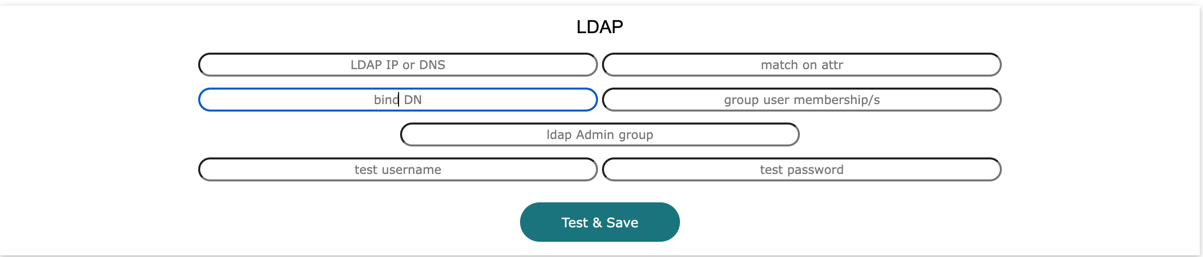 LDAP
LDAP IP or DNS
match on attr
bind DN
group user membership/s
ldap Admin group
test username
test password
Test & Save